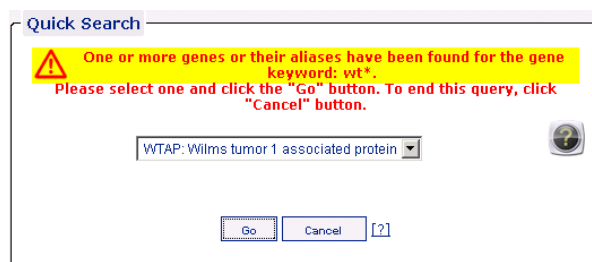 Quick Search
One or more genes or their aliases have been found for the gene
keyword: wt*.
Please select one and click the "Go" button. To end this query, click
"Cancel" button.
WTAP: Wilms tumor 1 associated protein
?
Go Cancel [?]